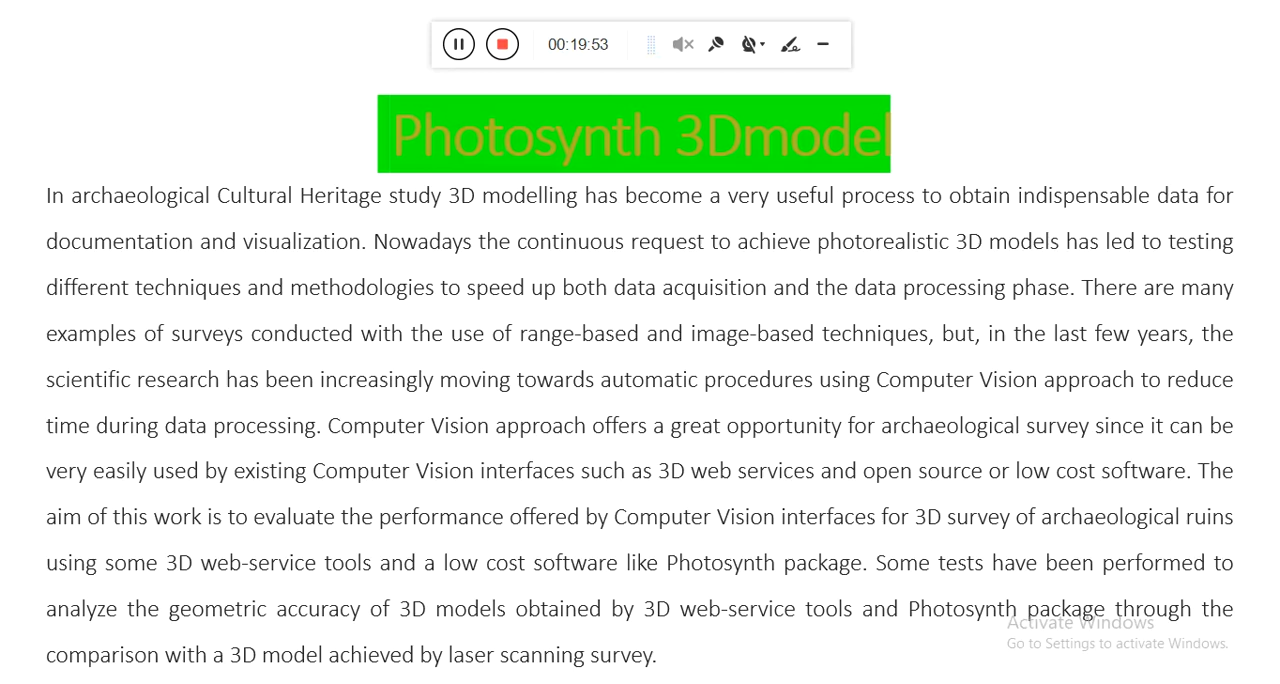 00:19:53
Photosynth 3Dmodel
In archaeological Cultural Heritage study 3D modelling has become a very useful process to obtain indispensable data for
documentation and visualization. Nowadays the continuous request to achieve photorealistic 3D models has led to testing
different techniques and methodologies to speed up both data acquisition and the data processing phase. There are many
examples of surveys conducted with the use of range-based and image-based techniques, but, in the last few years, the
scientific research has been increasingly moving towards automatic procedures using Computer Vision approach to reduce
time during data processing. Computer Vision approach offers a great opportunity for archaeological survey since it can be
very easily used by existing Computer Vision interfaces such as 3D web services and open source or low cost software. The
aim of this work is to evaluate the performance offered by Computer Vision interfaces for 3D survey of archaeological ruins
using some 3D web-service tools and a low cost software like Photosynth package. Some tests have been performed to
analyze the geometric accuracy of 3D models obtained by 3D web-service tools and Photosynth package through the
comparison with a 3D model achieved by laser scanning survey.
Activate Windows
Go to Settings to activate Windows.